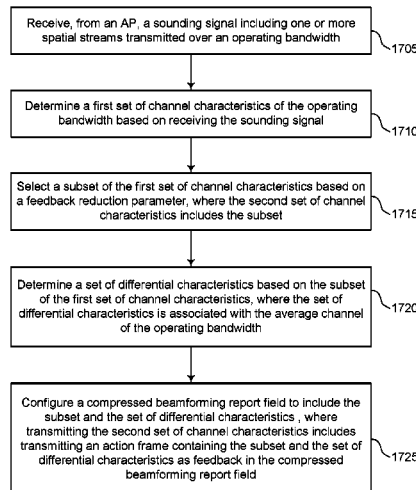 Receive, from an AP, a sounding signal including one or more
spatial streams transmitted over an operating bandwidth
1705
Determine a first set of channel characteristics of the operating
bandwidth based on receiving the sounding signal
1710
Select a subset of the first set of channel characteristics based on
a feedback reduction parameter, where the second set of channel
characteristics includes the subset
1715
Determine a set of differential characteristics based on the subset
of the first set of channel characteristics, where the set of
differential characteristics is associated with the average channel
of the operating bandwidth
1720
Configure a compressed beamforming report field to include the
subset and the set of differential characteristics , where
transmitting the second set of channel characteristics includes
transmitting an action frame containing the subset and the set of
differential characteristics as feedback in the compressed
beamforming report field
1725